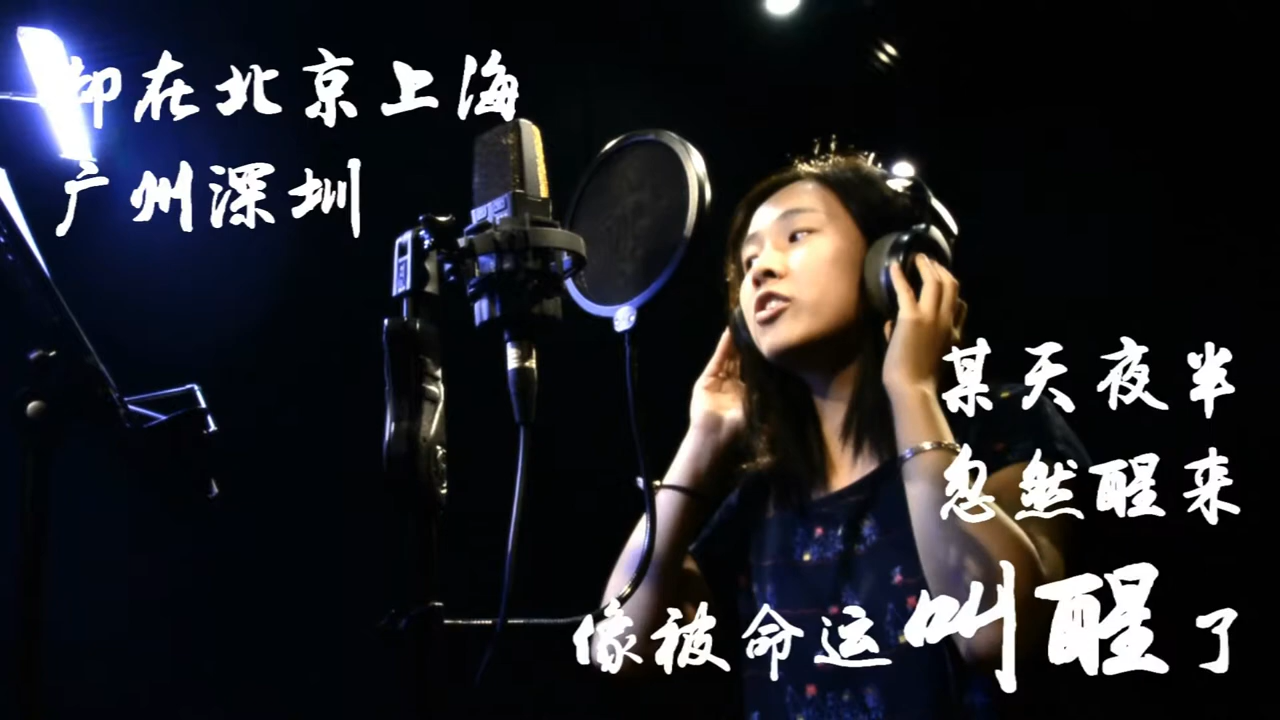 却在北京上海
广州深圳
某天夜半
忽然醒来
像被命运叫醒了